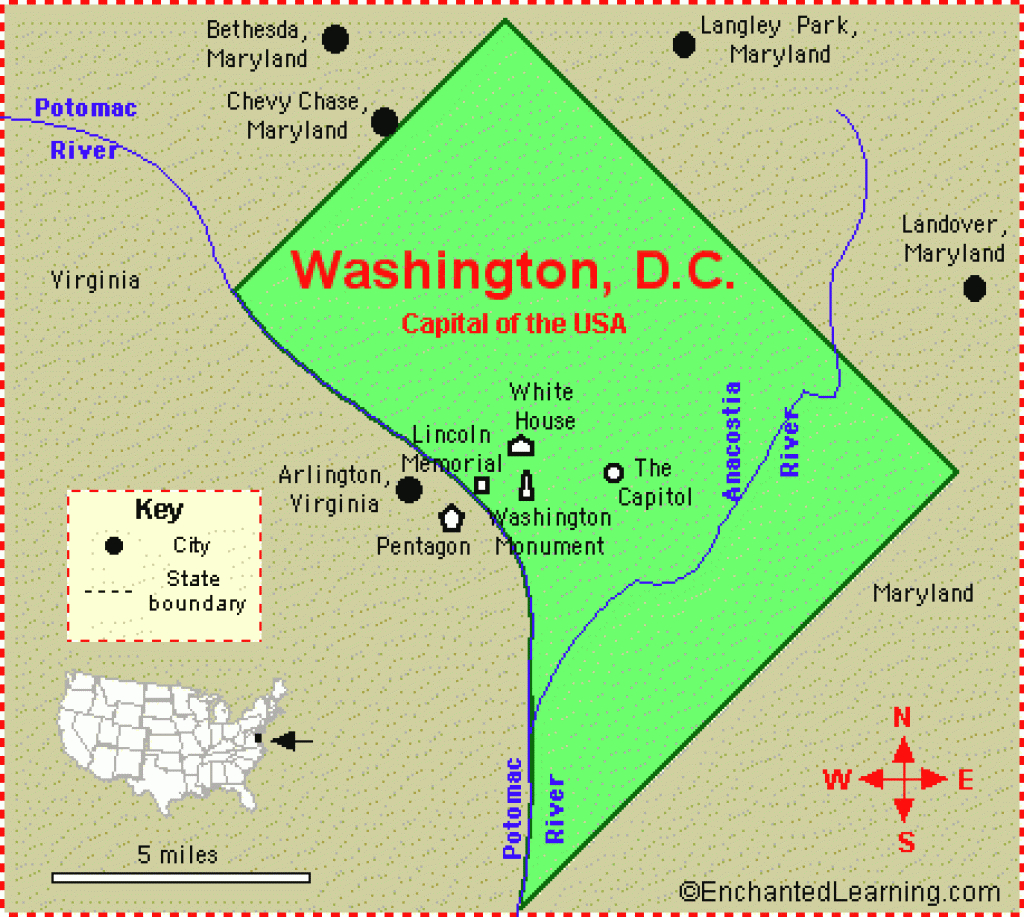 Bethesda,
Maryland
Langley Park,
Maryland
Chevy Chase,
Maryland
Potomac
River
Landover,
Maryland
Virginia
Washington, D.C.
Capital of the USA
White
House
Lincoln
Memorial
Anacostia
River
The
Capitol
Arlington,
Virginia
Washington
Monument
Pentagon
Key
City
State
boundary
Maryland
Potomac
River
N
W
E
S
5 miles
©EnchantedLearning.com